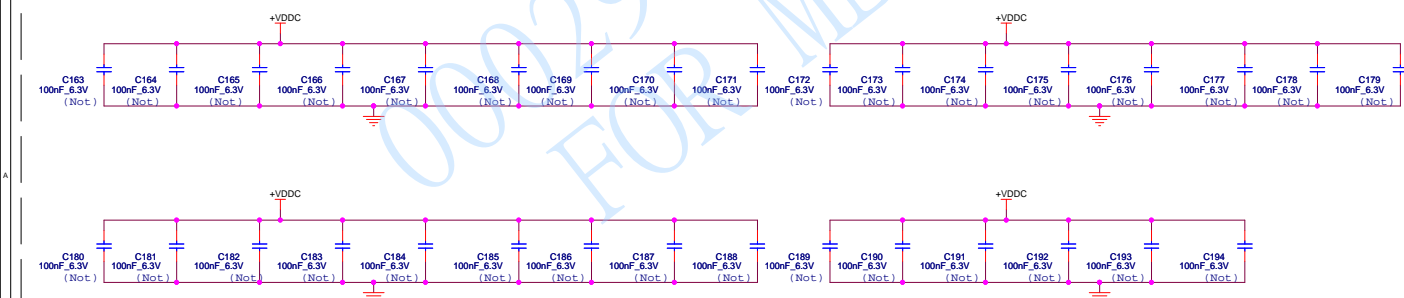 +VDDC +VDDC
C163 C164 C165 C166 C167 C168 C169 C170 C171 C172 C173 C174 C175 C176 C177 C178 C179
100nF_6.3V 100nF_6.3V 100nF_6.3V 100nF_6.3V 100nF_6.3V 100nF_6.3V 100nF_6.3V 100nF_6.3V 100nF_6.3V 100nF_6.3V 100nF_6.3V 100nF_6.3V 100nF_6.3V 100nF_6.3V 100nF_6.3V 100nF_6.3V 100nF_6.3V
(Not) (Not) (Not) (Not) (Not) (Not) (Not) (Not) (Not) (Not) (Not) (Not) (Not) (Not) (Not) (Not) (Not)
00029
FOR
A
+VDDC +VDDC
C180 C181 C182 C183 C184 C185 C186 C187 C188 C189 C190 C191 C192 C193 C194
100nF_6.3V 100nF_6.3V 100nF_6.3V 100nF_6.3V 100nF_6.3V 100nF_6.3V 100nF_6.3V 100nF_6.3V 100nF_6.3V 100nF_6.3V 100nF_6.3V 100nF_6.3V 100nF_6.3V 100nF_6.3V 100nF_6.3V
(Not) (Not) (Not) (Not) (Not) (Not) (Not) (Not) (Not) (Not) (Not) (Not) (Not) (Not) (Not)